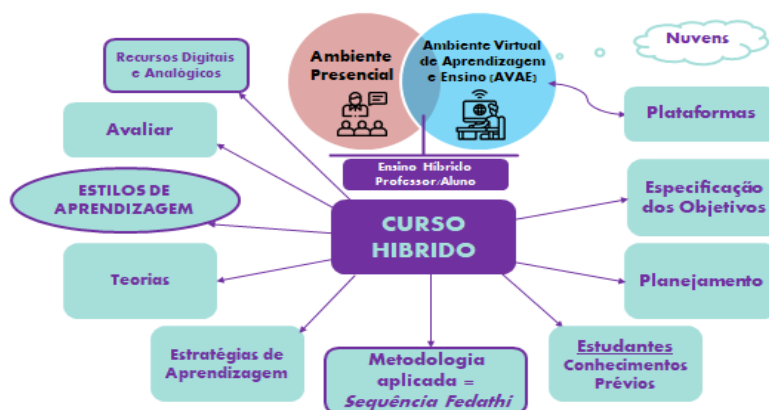 Recursos Digitais
e Analógicos
Ambiente
Presencial
Ambiente Virtual
de Aprendizagem
e Ensino (AVAE)
Nuvens
Avaliar
Plataformas
Ensino Híbrido
Professor/Aluno
ESTILOS DE
APRENDIZAGEM
CURSO
HIBRIDO
Especificação
dos Objetivos
Teorias
Planejamento
Estratégias de
Aprendizagem
Metodologia
aplicada =
Sequência Fedathi
Estudantes
Conhecimentos
Prévios